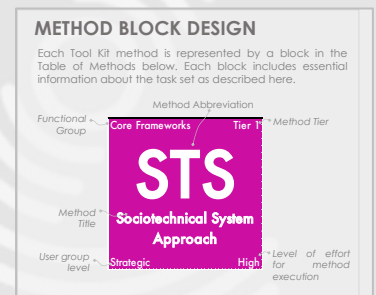 METHOD BLOCK DESIGN
Each Tool Kit method is represented by a block in the
Table of Methods below. Each block includes essential
information about the task set as described here.
Method Abbreviation
Functional
Group
Core Frameworks
Tier 1
Method Tier
STS
Method
Title
Sociotechnical System
Approach
User group
level
Strategic
High
Level of effort
for method
execution